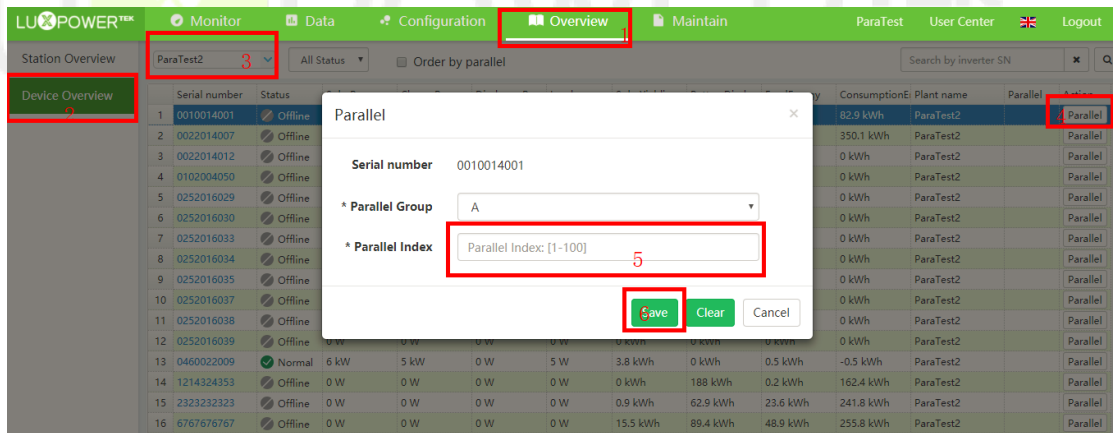 LUXPOWERTEK Monitor Data Configuration Overview Maintain ParaTest User Center Logout
1
Station Overview ParaTest2 3 All Status Order by parallel Search by inverter SN
Device Overview 2
Serial number Status ConsumptionE Plant name Parallel Action
1 0010014001 Offline 82.9 kWh ParaTest2 4 Parallel
2 0022014007 Offline 350.1 kWh ParaTest2 Parallel
3 0022014012 Offline 0 kWh ParaTest2 Parallel
4 0102004050 Offline 0 kWh ParaTest2 Parallel
5 0252016029 Offline 0 kWh ParaTest2 Parallel
6 0252016030 Offline 0 kWh ParaTest2 Parallel
7 0252016033 Offline 0 kWh ParaTest2 Parallel
8 0252016034 Offline 0 kWh ParaTest2 Parallel
9 0252016035 Offline 0 kWh ParaTest2 Parallel
10 0252016037 Offline 0 kWh ParaTest2 Parallel
11 0252016038 Offline 0 kWh ParaTest2 Parallel
12 0252016039 Offline 0 W 0 W 0 W 0 W 0 kWh 0 kWh 0 kWh 0 kWh ParaTest2 Parallel
13 0460022009 Normal 6 kW 5 kW 0 W 5 W 3.8 kWh 0 kWh 0.5 kWh -0.5 kWh ParaTest2 Parallel
14 1214324353 Offline 0 W 0 W 0 W 0 W 0 kWh 188 kWh 0.2 kWh 162.4 kWh ParaTest2 Parallel
15 2323232323 Offline 0 W 0 W 0 W 0 W 0.9 kWh 62.9 kWh 23.6 kWh 241.8 kWh ParaTest2 Parallel
16 6767676767 Offline 0 W 0 W 0 W 0 W 15.5 kWh 89.4 kWh 48.9 kWh 255.8 kWh ParaTest2 Parallel
Parallel ×
Serial number 0010014001
* Parallel Group A
* Parallel Index Parallel Index: [1-100]
5
Save 6 Clear Cancel